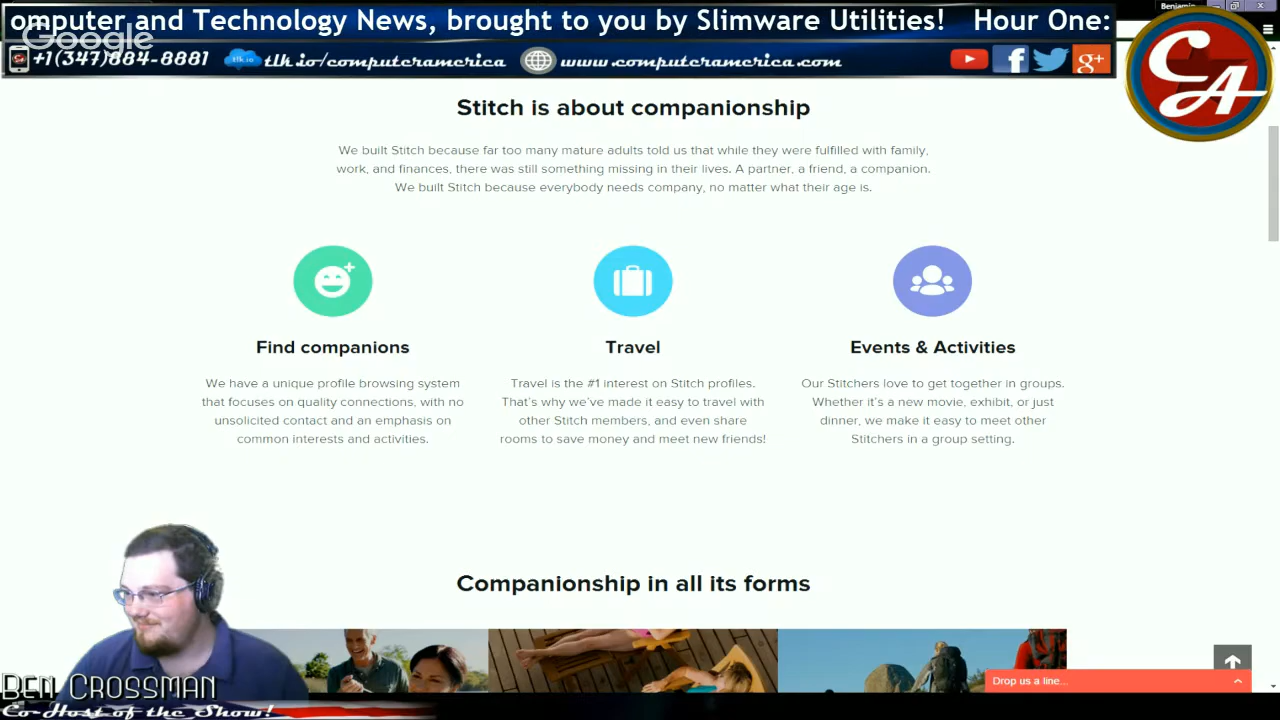 omputer and Technology News, brought to you by Slimware Utilities!   Hour One:
Google
+1(347)884-8881
tlk.io
tlk.io/computeramerica
www.computeramerica.com
g+
CA
Benjamin
Stitch is about companionship
We built Stitch because far too many mature adults told us that while they were fulfilled with family,
work, and finances, there was still something missing in their lives. A partner, a friend, a companion.
We built Stitch because everybody needs company, no matter what their age is.
Find companions
We have a unique profile browsing system
that focuses on quality connections, with no
unsolicited contact and an emphasis on
common interests and activities.
Travel
Travel is the #1 interest on Stitch profiles.
That's why we've made it easy to travel with
other Stitch members, and even share
rooms to save money and meet new friends!
Events & Activities
Our Stitchers love to get together in groups.
Whether it's a new movie, exhibit, or just
dinner, we make it easy to meet other
Stitchers in a group setting.
Companionship in all its forms
Drop us a line...
Ben Crossman
Co-Host of the Show!